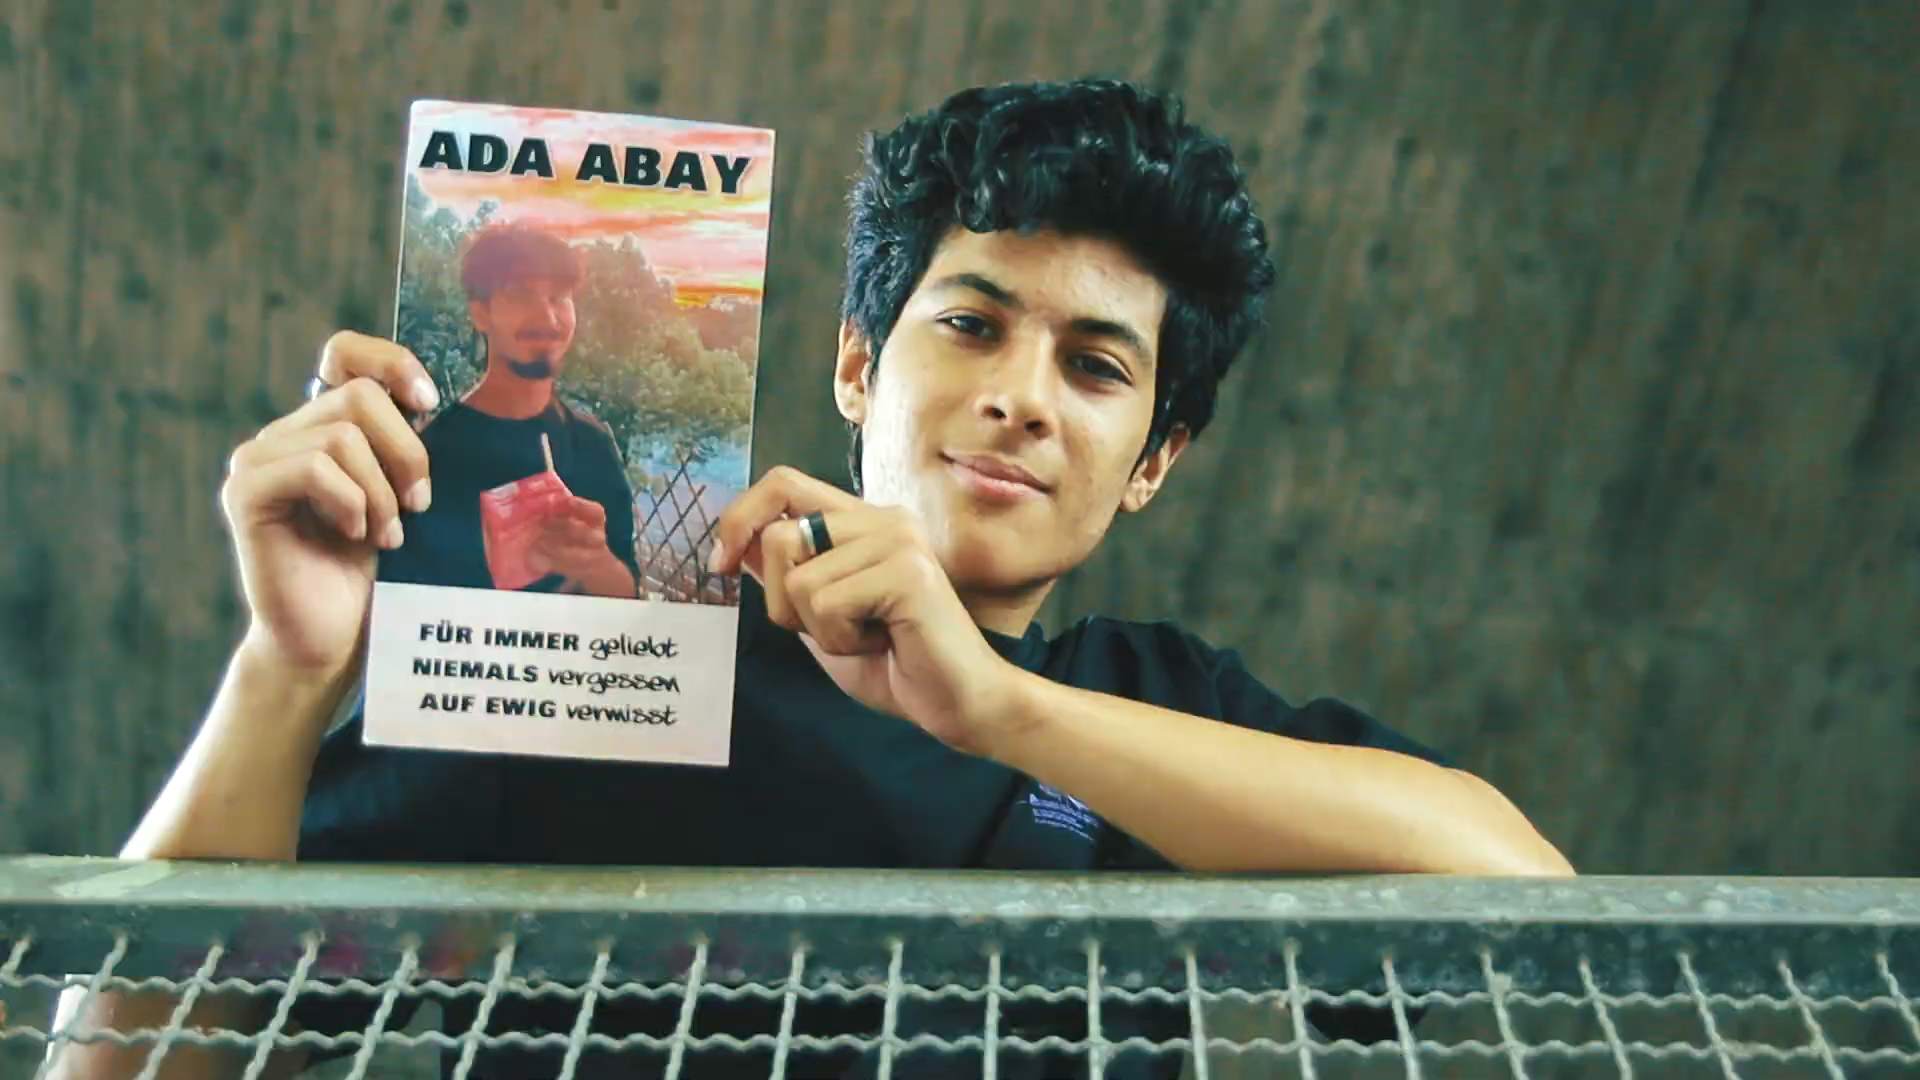 ADA ABAY
FÜR IMMER geliebt
NIEMALS vergessen
AUF EWIG vermisst